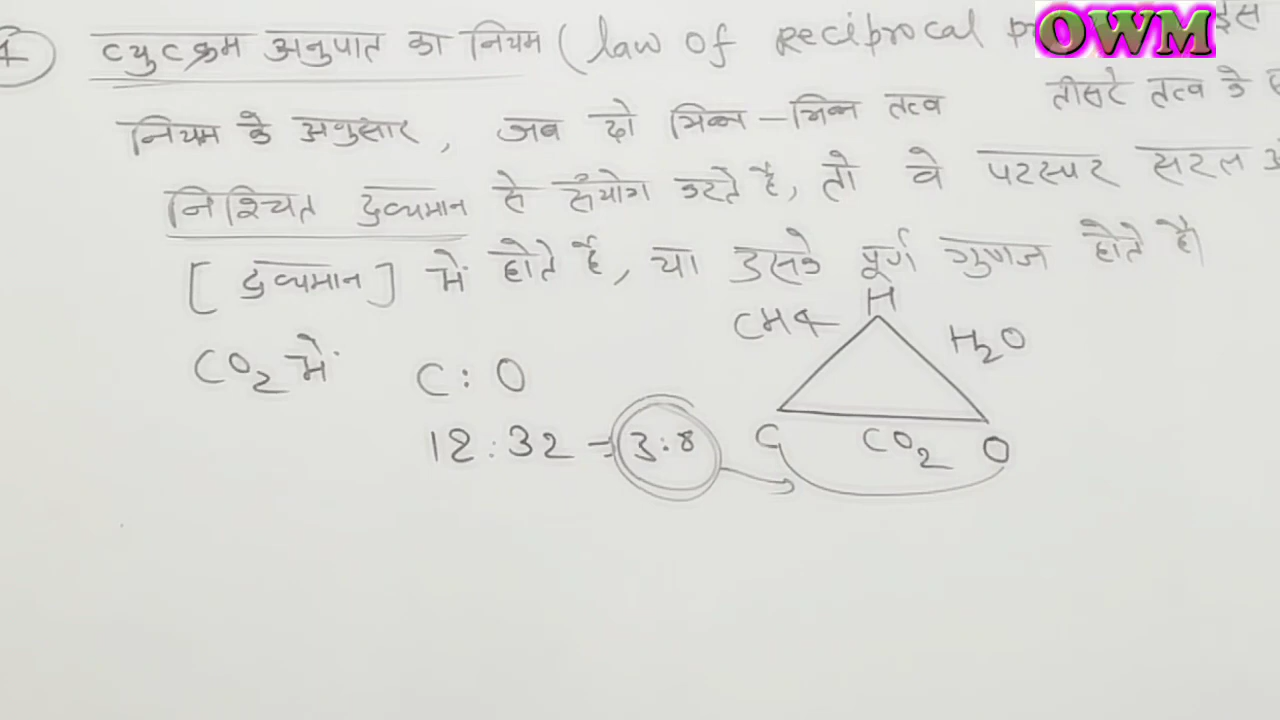 4 व्युत्क्रम अनुपात का नियम (law of reciprocal इस
OWM
नियम के अनुसार, जब दो भिन्न-भिन्न तत्व तीसरे तत्व के
निश्चित द्रव्यमान से संयोग करते है, तो वे परस्पर सरल
[द्रव्यमान] में होते हैं, या उसके पूर्ण गुणज होते है।
H
CH4
H2O
CO2 में C : O
12:32 = 3:8
C CO2 O